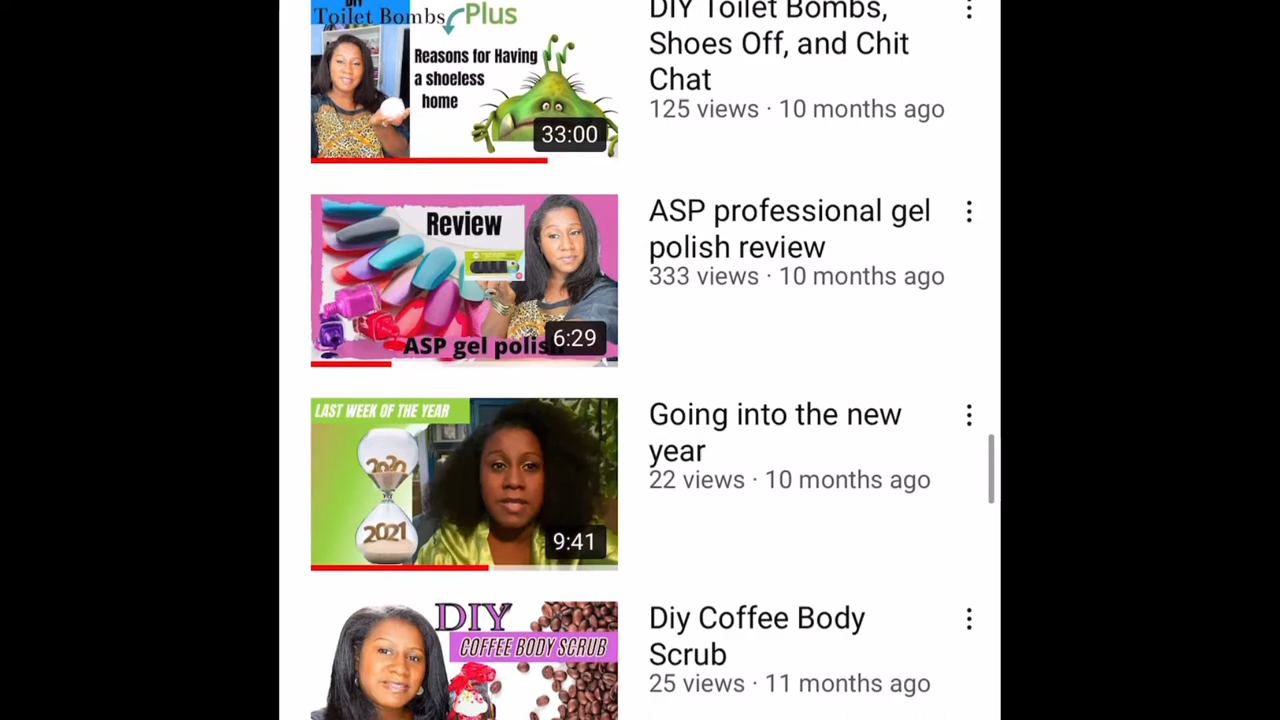 DIY
Toilet Bombs Plus
Reasons for Having
a shoeless
home
33:00
DIY Toilet Bombs,
Shoes Off, and Chit
Chat
125 views · 10 months ago
Review
ASP gel polish
6:29
ASP professional gel
polish review
333 views · 10 months ago
LAST WEEK OF THE YEAR
2020
2021
9:41
Going into the new
year
22 views · 10 months ago
DIY
COFFEE BODY SCRUB
Diy Coffee Body
Scrub
25 views · 11 months ago